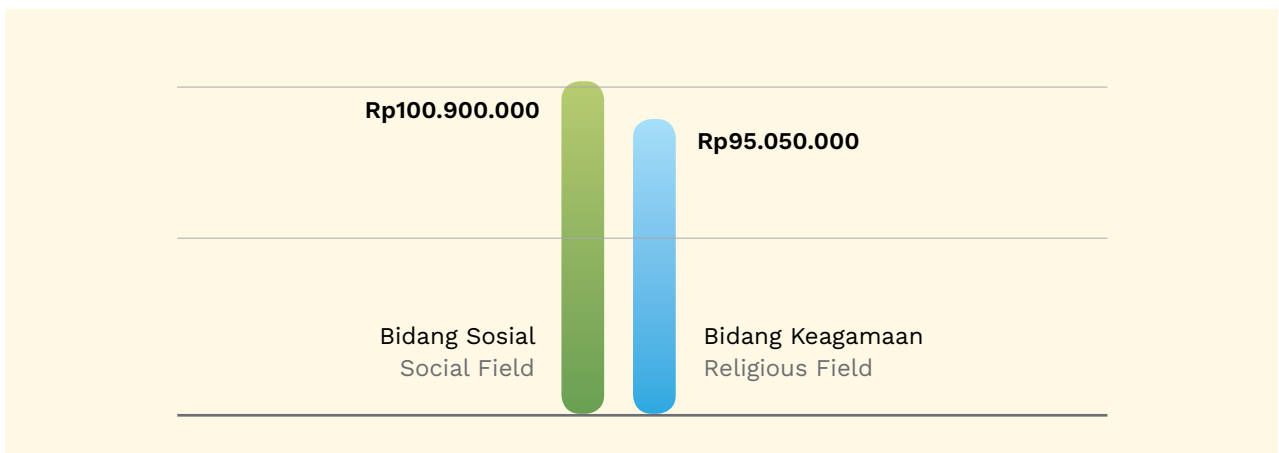 Rp100.900.000
Rp95.050.000
Bidang Sosial
Social Field
Bidang Keagamaan
Religious Field